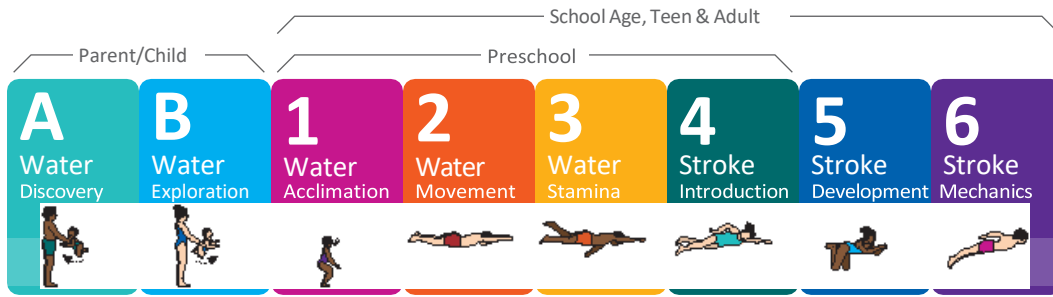 School Age, Teen & Adult
Parent/Child
Preschool
A
Water
Discovery
B
Water
Exploration
1
Water
Acclimation
2
Water
Movement
3
Water
Stamina
4
Stroke
Introduction
5
Stroke
Development
6
Stroke
Mechanics